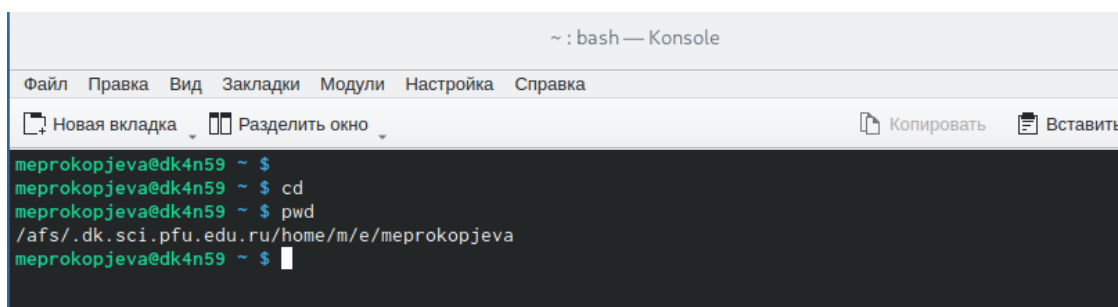 ~ : bash — Konsole
Файл Правка Вид Закладки Модули Настройка Справка
Новая вкладка Разделить окно Копировать Вставить
meprokopjeva@dk4n59 ~ $
meprokopjeva@dk4n59 ~ $ cd
meprokopjeva@dk4n59 ~ $ pwd
/afs/.dk.sci.pfu.edu.ru/home/m/e/meprokopjeva
meprokopjeva@dk4n59 ~ $